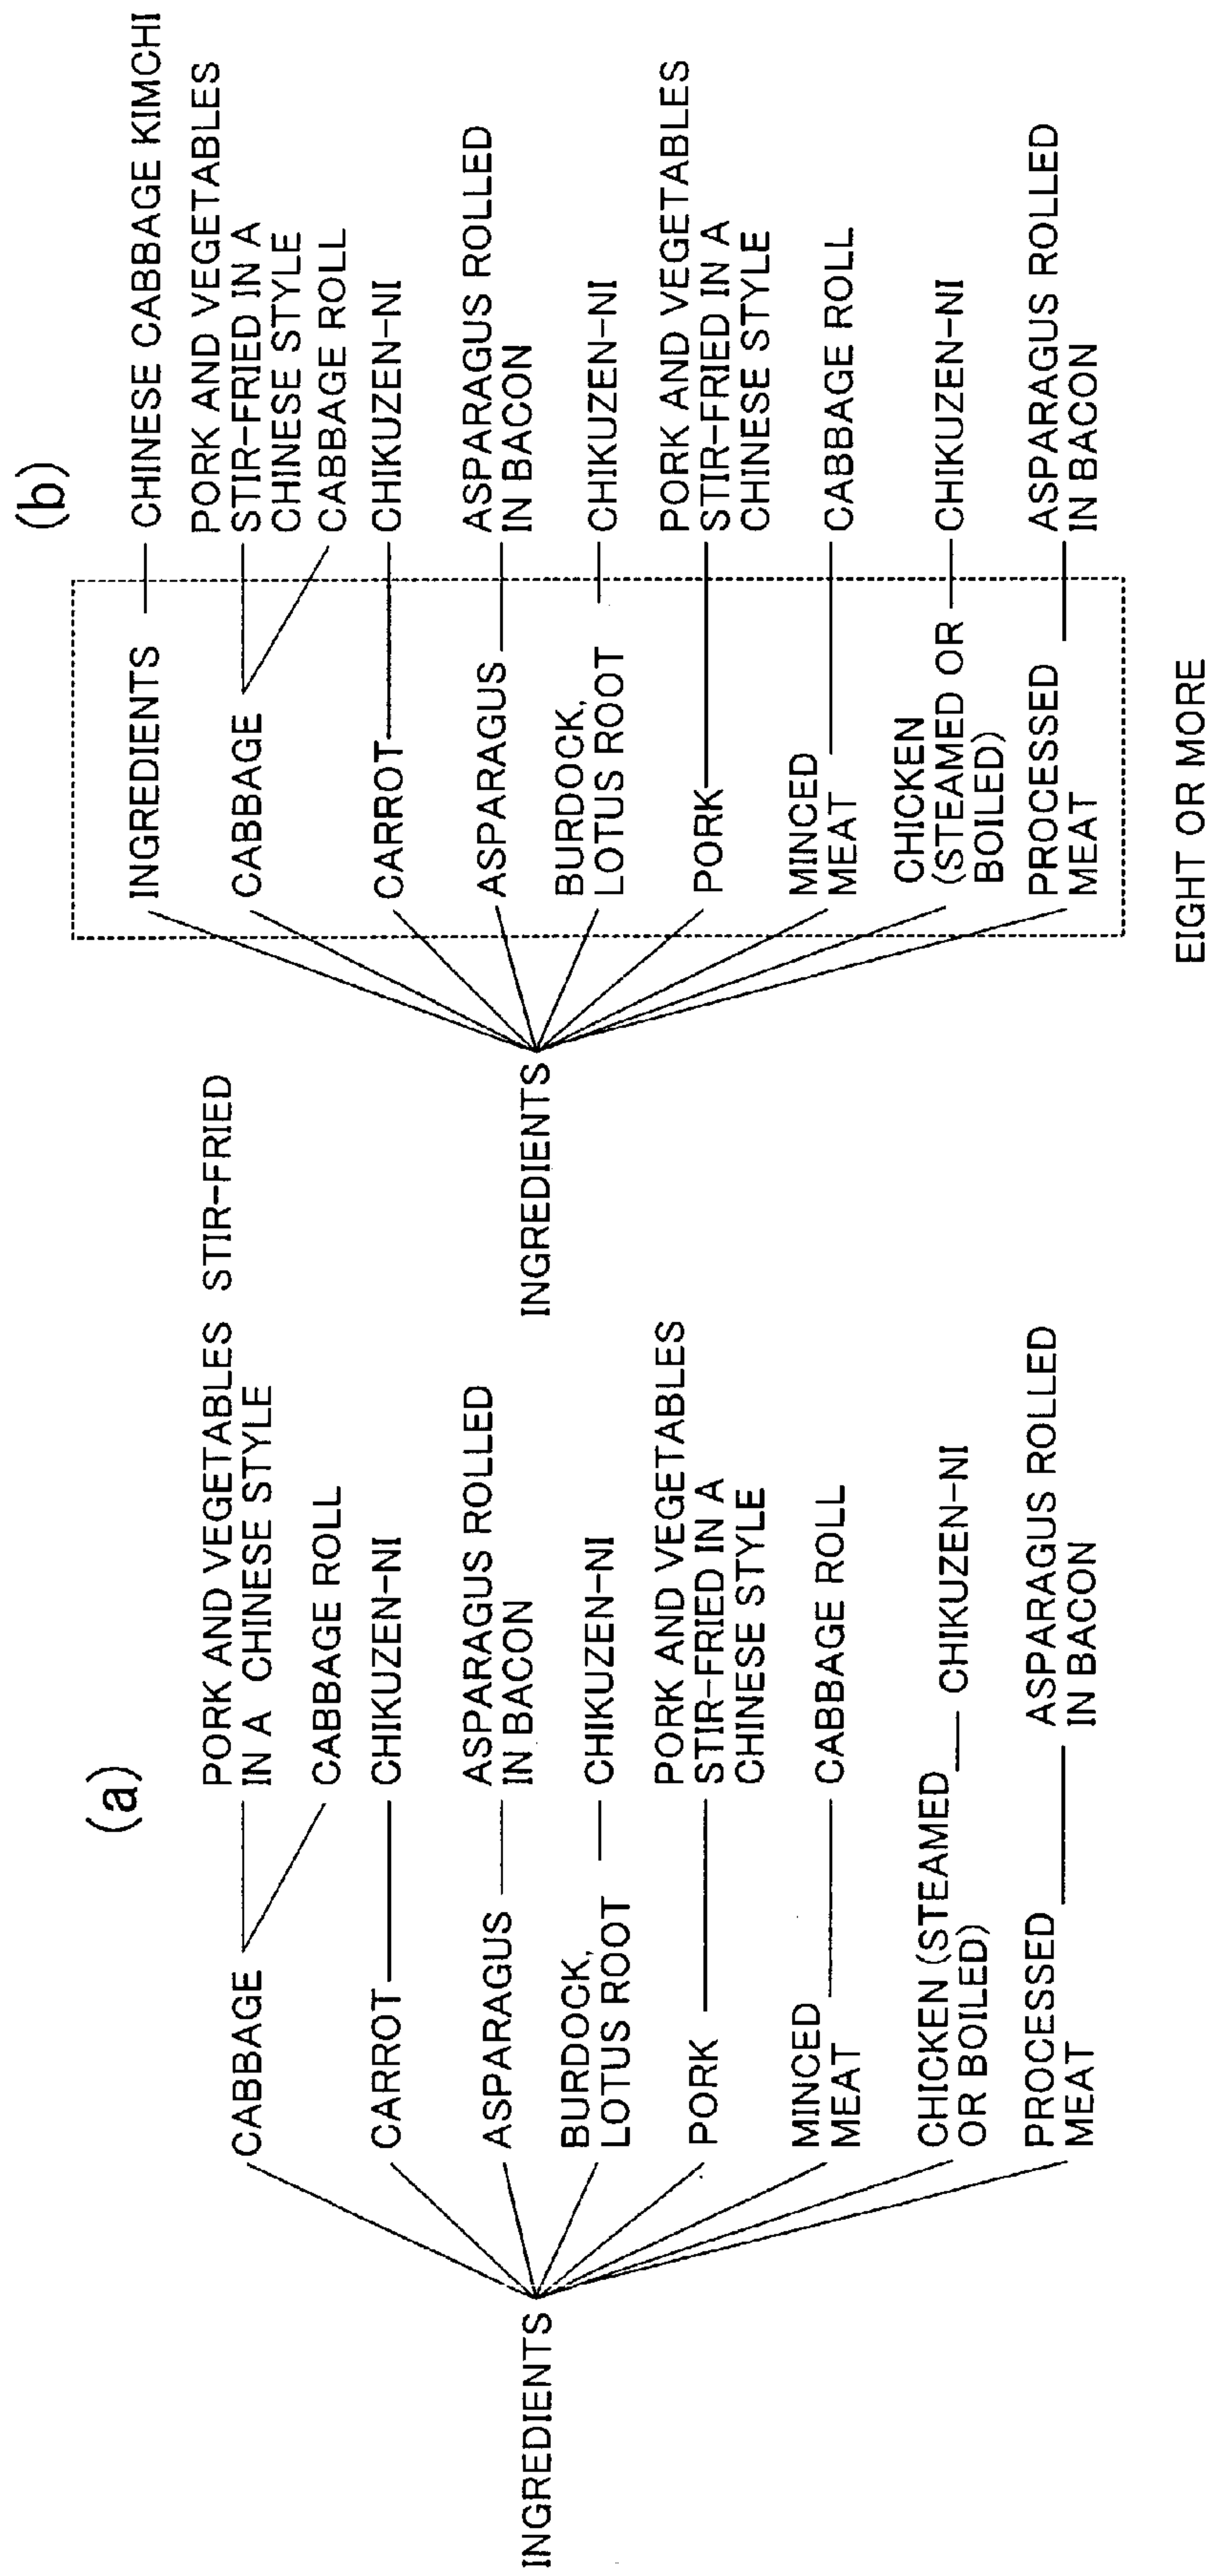 (a)
INGREDIENTS
CABBAGE
PORK AND VEGETABLES STIR-FRIED
IN A CHINESE STYLE
CABBAGE ROLL
CARROT
CHIKUZEN-NI
ASPARAGUS
ASPARAGUS ROLLED
IN BACON
BURDOCK,
LOTUS ROOT
CHIKUZEN-NI
PORK
PORK AND VEGETABLES
STIR-FRIED IN A
CHINESE STYLE
MINCED
MEAT
CABBAGE ROLL
CHICKEN (STEAMED
OR BOILED)
CHIKUZEN-NI
PROCESSED
MEAT
ASPARAGUS ROLLED
IN BACON
(b)
INGREDIENTS
INGREDIENTS
CHINESE CABBAGE KIMCHI
CABBAGE
PORK AND VEGETABLES
STIR-FRIED IN A
CHINESE STYLE
CABBAGE ROLL
CARROT
CHIKUZEN-NI
ASPARAGUS
ASPARAGUS ROLLED
IN BACON
BURDOCK,
LOTUS ROOT
CHIKUZEN-NI
PORK
PORK AND VEGETABLES
STIR-FRIED IN A
CHINESE STYLE
MINCED
MEAT
CABBAGE ROLL
CHICKEN
(STEAMED OR
BOILED)
CHIKUZEN-NI
PROCESSED
MEAT
ASPARAGUS ROLLED
IN BACON
EIGHT OR MORE